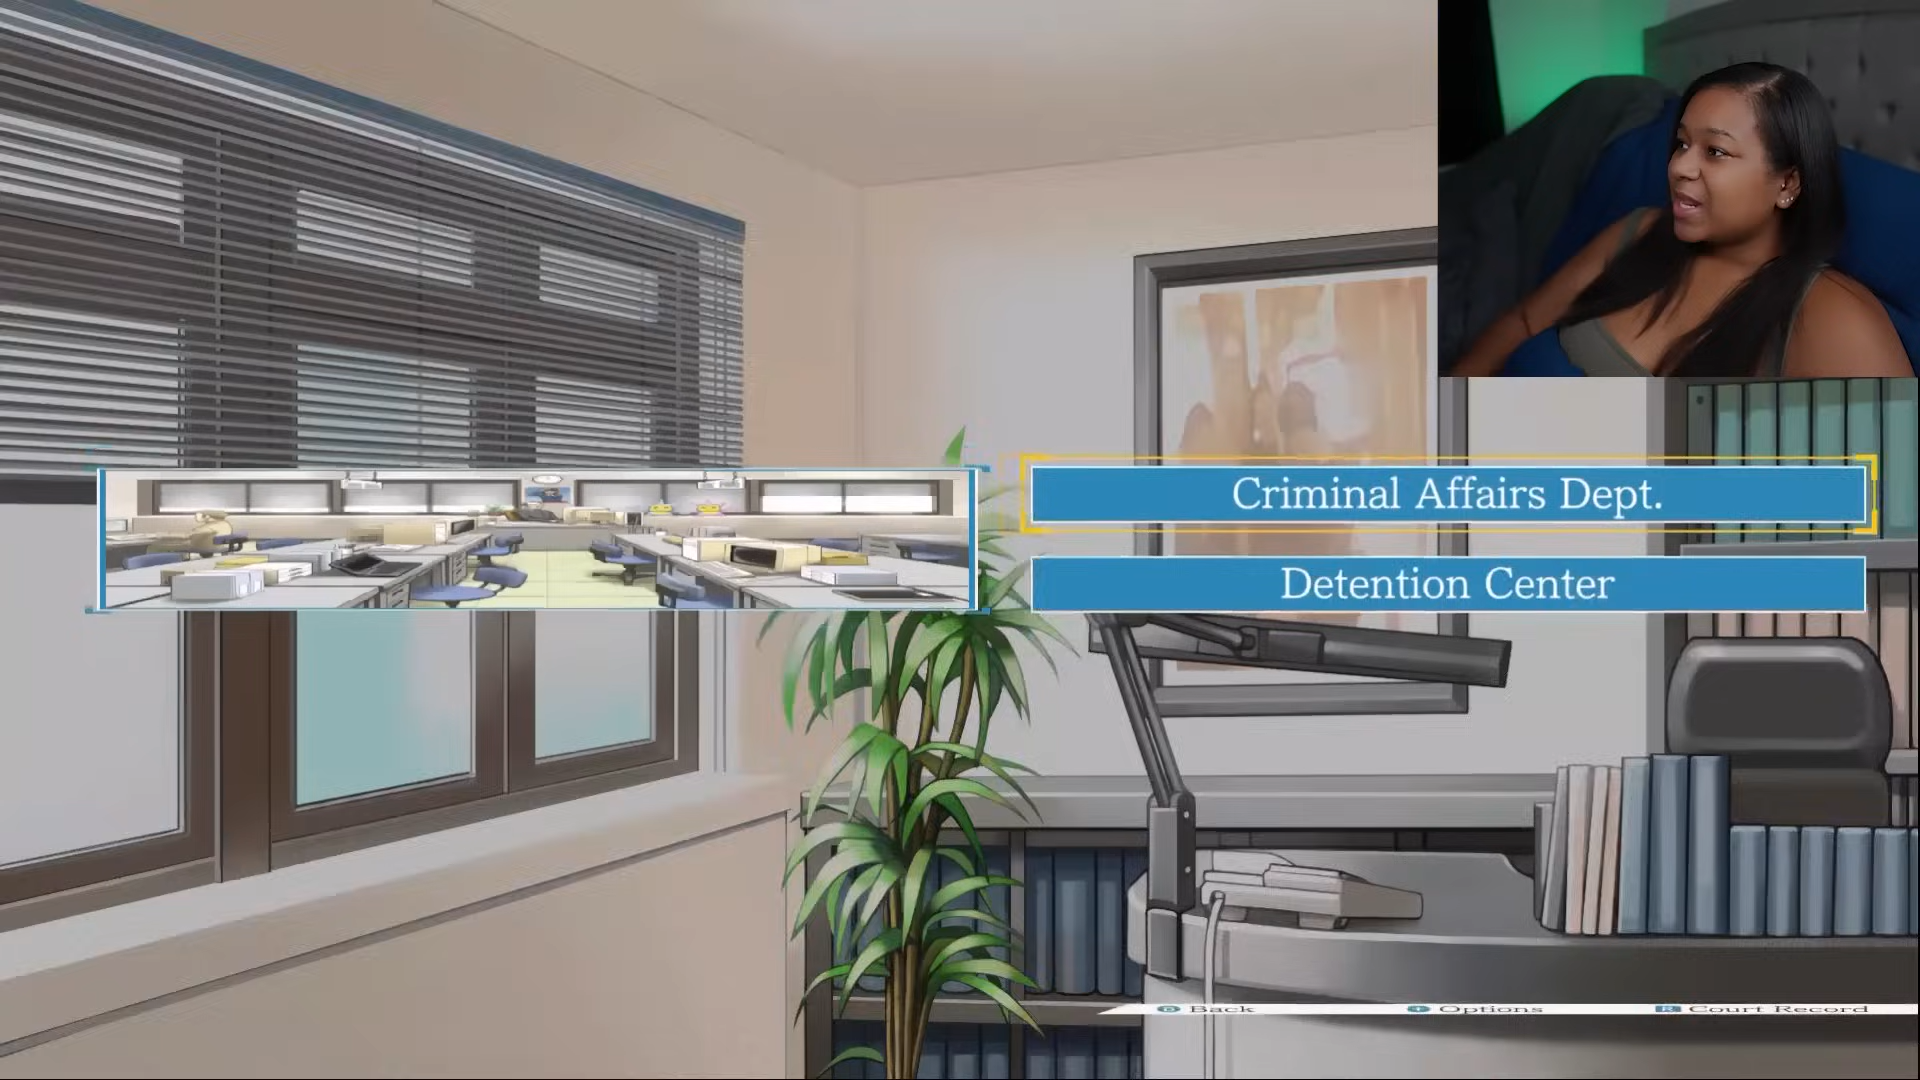 Criminal Affairs Dept.
Detention Center
Back
Options
Court Record